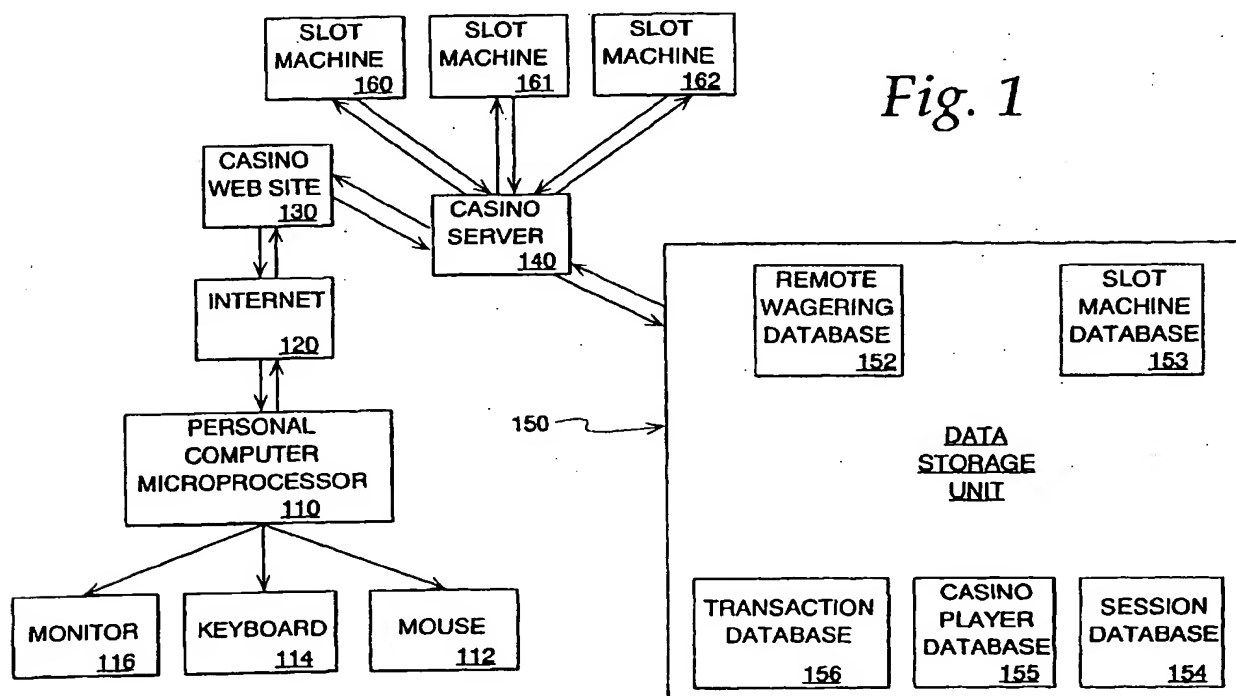 SLOT
MACHINE
160
SLOT
MACHINE
161
SLOT
MACHINE
162
Fig. 1
CASINO
WEB SITE
130
CASINO
SERVER
140
INTERNET
120
REMOTE
WAGERING
DATABASE
152
SLOT
MACHINE
DATABASE
153
PERSONAL
COMPUTER
MICROPROCESSOR
110
150
DATA
STORAGE
UNIT
MONITOR
116
KEYBOARD
114
MOUSE
112
TRANSACTION
DATABASE
156
CASINO
PLAYER
DATABASE
155
SESSION
DATABASE
154